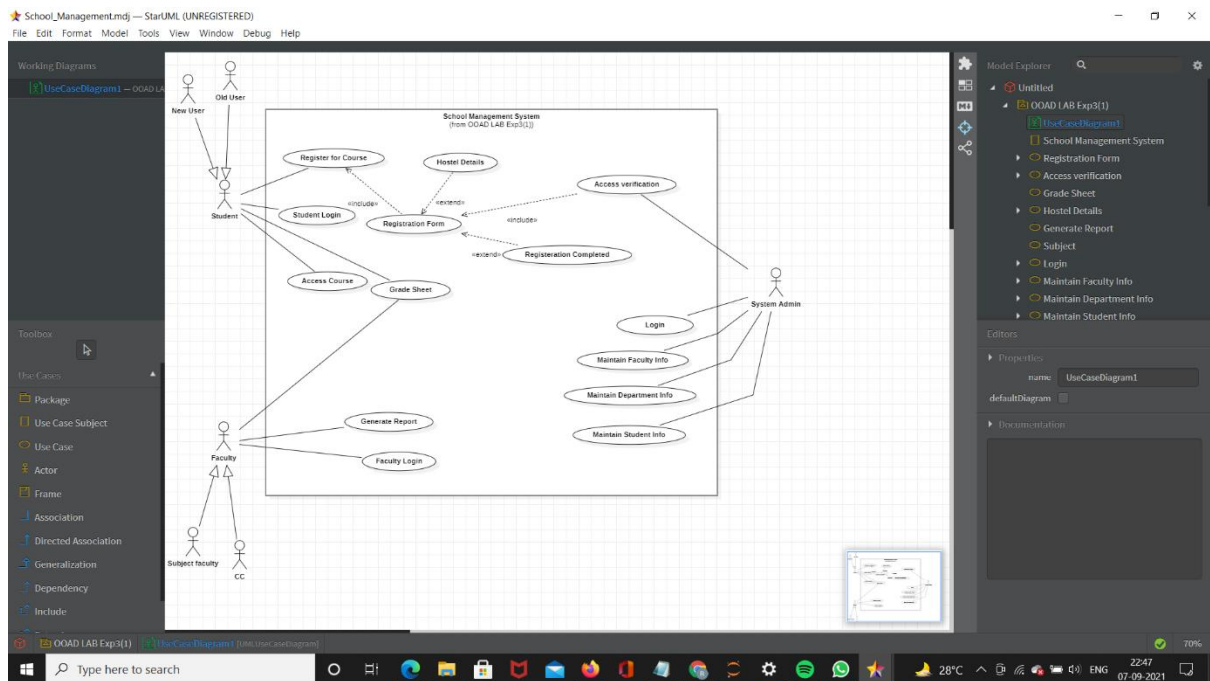 School_Management.mdj — StarUML (UNREGISTERED)
File Edit Format Model Tools View Window Debug Help
Working Diagrams
UseCaseDiagram1 — OOAD LA
New User
Old User
Student
School Management System
(from OOAD LAB Exp3(1))
Register for Course
Hostel Details
Access verification
«include»
«extend»
«include»
Student Login
Registration Form
«extend»
Registeration Completed
Access Course
Grade Sheet
System Admin
Login
Maintain Faculty Info
Maintain Department Info
Maintain Student Info
Generate Report
Faculty
Faculty Login
Subject faculty
CC
Toolbox
Use Cases
Package
Use Case Subject
Use Case
Actor
Frame
Association
Directed Association
Generalization
Dependency
Include
Model Explorer
Untitled
OOAD LAB Exp3(1)
UseCaseDiagram1
School Management System
Registration Form
Access verification
Grade Sheet
Hostel Details
Generate Report
Subject
Login
Maintain Faculty Info
Maintain Department Info
Maintain Student Info
Editors
Properties
name UseCaseDiagram1
defaultDiagram
Documentation
OOAD LAB Exp3(1) UseCaseDiagram1 [UMLUseCaseDiagram]
70%
Type here to search
28°C ENG 22:47
07-09-2021